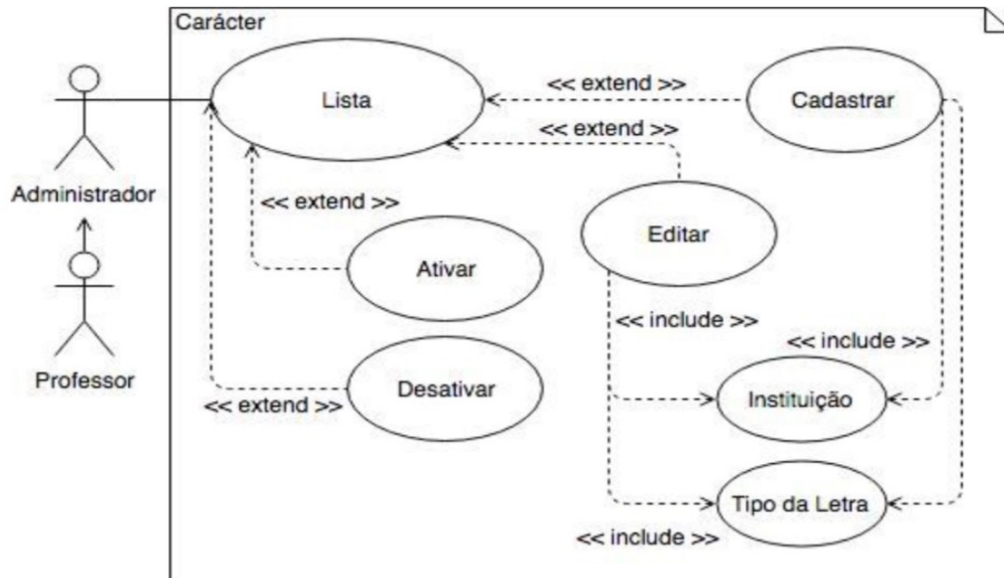 Carácter
Lista
<< extend >>
Cadastrar
<< extend >>
Administrador
<< extend >>
Editar
Ativar
<< include >>
<< include >>
Professor
Desativar
<< extend >>
Instituição
Tipo da Letra
<< include >>